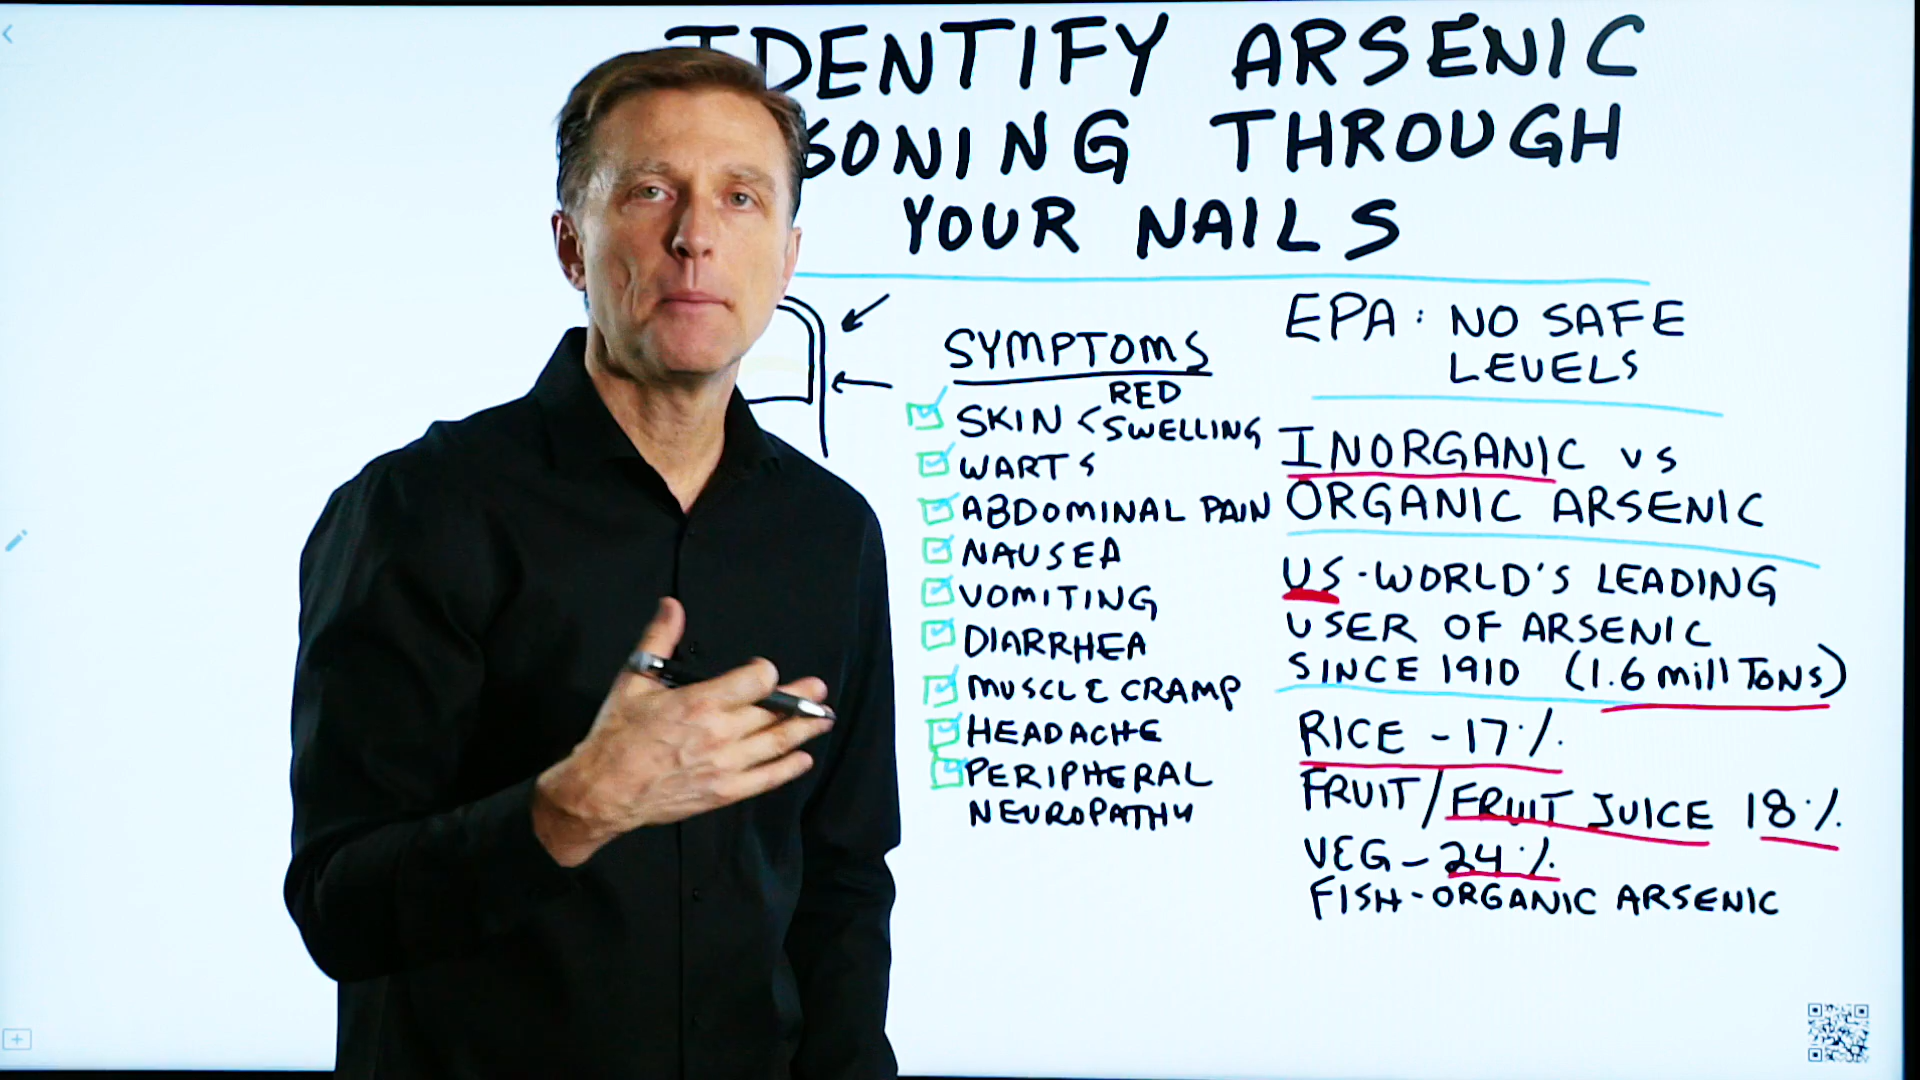 IDENTIFY ARSENIC
SONING THROUGH
YOUR NAILS
SYMPTOMS
SKIN < RED
SWELLING
WARTS
ABDOMINAL PAIN
NAUSEA
VOMITING
DIARRHEA
MUSCLE CRAMP
HEADACHE
PERIPHERAL
NEUROPATHY
EPA: NO SAFE
LEVELS
INORGANIC VS
ORGANIC ARSENIC
US-WORLD'S LEADING
USER OF ARSENIC
SINCE 1910 (1.6 mill TONS)
RICE - 17%
FRUIT/FRUIT JUICE 18%
VEG - 24%
FISH-ORGANIC ARSENIC